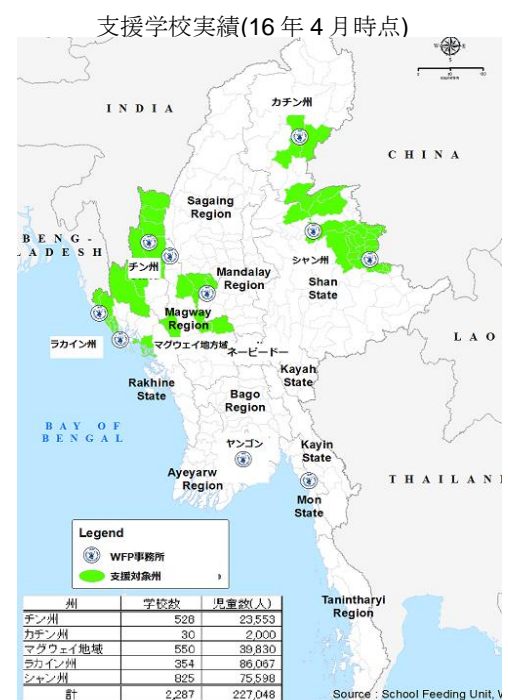 支援学校実績(16 年 4 月時点)
INDIA
カチン州
CHINA
Sagaing
Region
BENG-
LADESH
チン州
シャン州
Mandalay
Region
Shan
State
Magway
Region
ラカイン州
マグウェイ地方域
ネーピードー
LAO
Rakhine
State
Kayah
State
Bago
Region
BAY OF
BENGAL
ヤンゴン
Kayin
State
Ayeyarw
Region
Mon
State
THAILAN
Legend
WFP事務所
支援対象州
Tanintharyi
Region
州 学校数 児童数(人)
チン州 528 23,553
カチン州 30 2,000
マグウェイ地域 550 39,830
ラカイン州 354 86,067
シャン州 825 75,598
計 2,287 227,048
Source : School Feeding Unit,